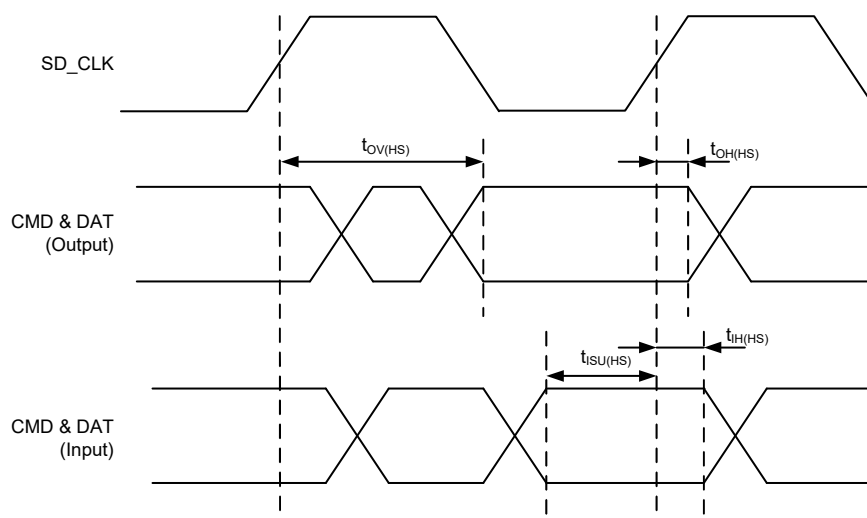 SD_CLK
tOV(HS)
tOH(HS)
CMD & DAT
(Output)
tIH(HS)
tISU(HS)
CMD & DAT
(Input)